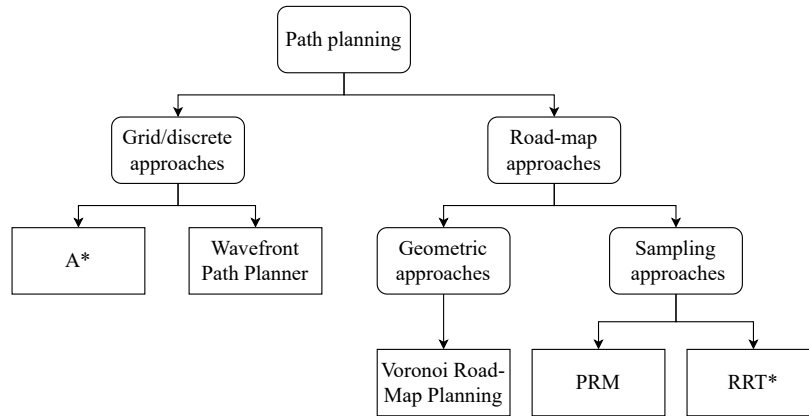 Path planning
Grid/discrete
approaches
Road-map
approaches
A*
Wavefront
Path Planner
Geometric
approaches
Sampling
approaches
Voronoi Road-
Map Planning
PRM
RRT*